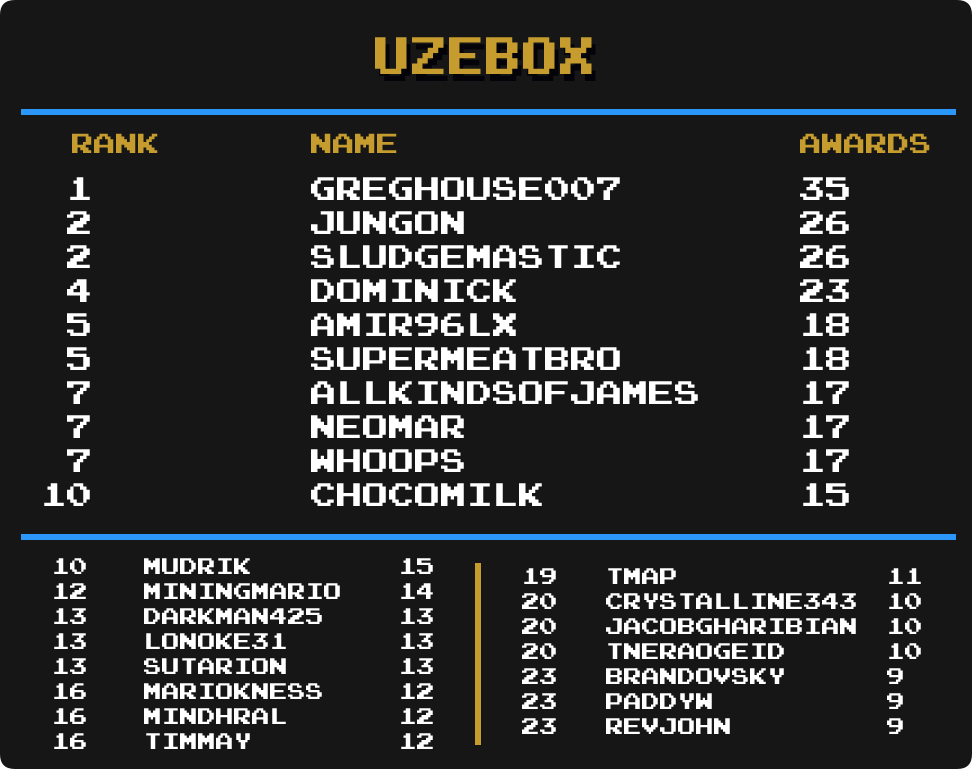 UZEBOX
RANK NAME AWARDS
1 GREGHOUSE007 35
2 JUNGON 26
2 SLUDGEMASTIC 26
4 DOMINICK 23
5 AMIR96LX 18
5 SUPERMEATBRO 18
7 ALLKINDSOFJAMES 17
7 NEOMAR 17
7 WHOOPS 17
10 CHOCOMILK 15
10 MUDRIK 15
12 MININGMARIO 14
13 DARKMAN425 13
13 LONOKE31 13
13 SUTARION 13
16 MARIOKNESS 12
16 MINDHRAL 12
16 TIMMAY 12
19 TMAP 11
20 CRYSTALLINE343 10
20 JACOBGHARIBIAN 10
20 TNERAOGEID 10
23 BRANDOVSKY 9
23 PADDYW 9
23 REVJOHN 9